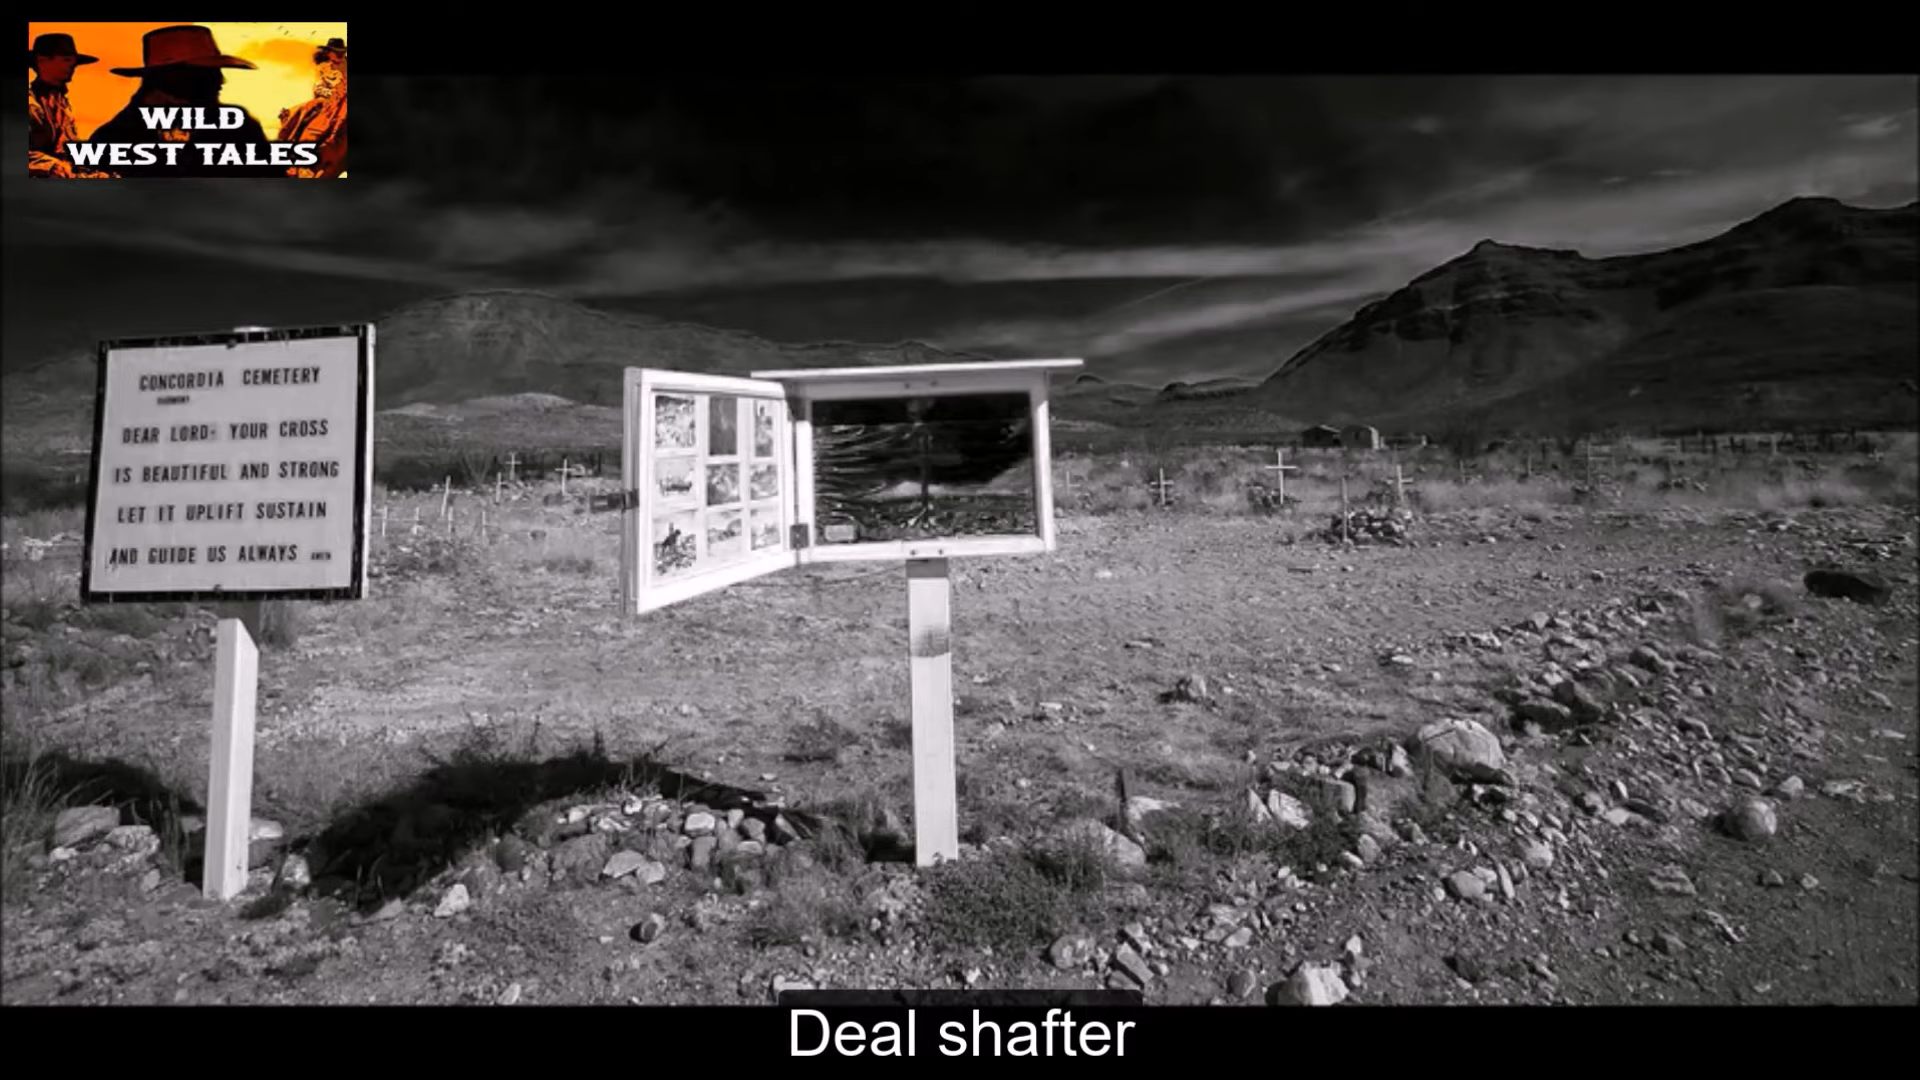 WILD
WEST TALES
CONCORDIA CEMETERY
DEAR LORD- YOUR CROSS
IS BEAUTIFUL AND STRONG
LET IT UPLIFT SUSTAIN
AND GUIDE US ALWAYS AMEN
Deal shafter